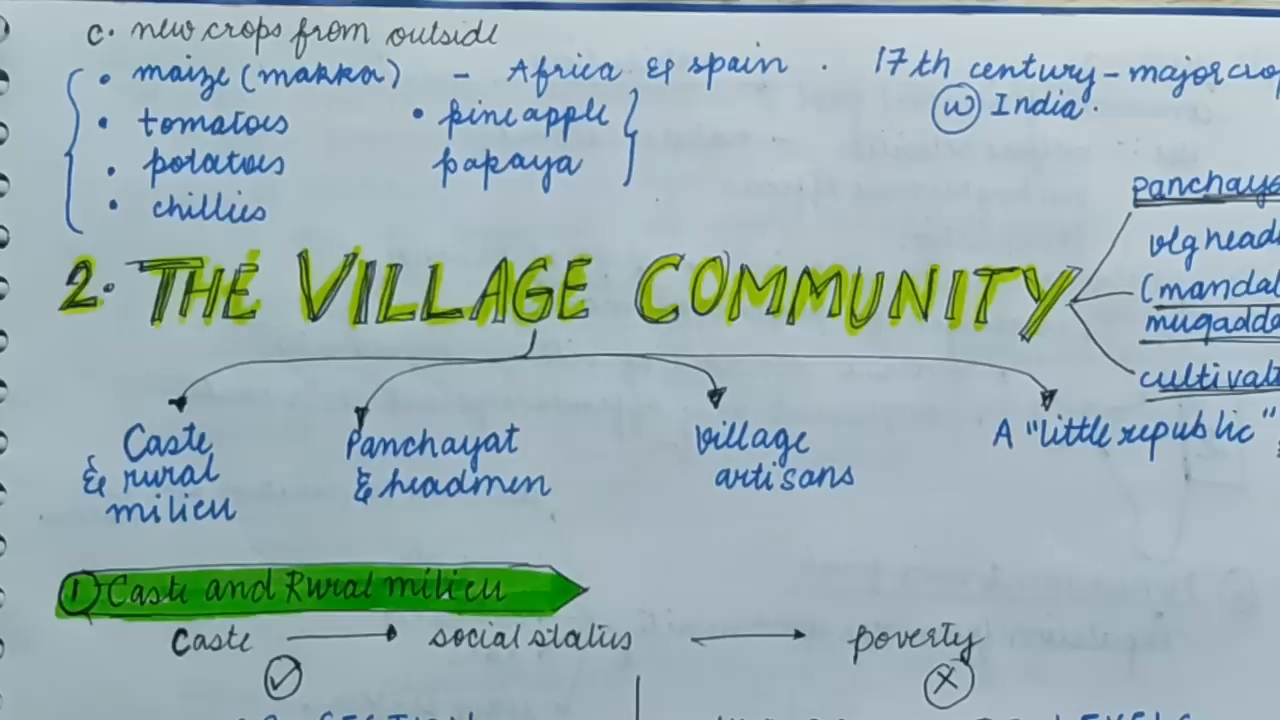 c. new crops from outside
• maize (makka) - Africa & spain . 17th century - major crop
(W) India.
• tomatoes • pineapple
• potatoes papaya
• chillies
panchaya
vlg head
(mandal
muqadda
cultivat
2. THE VILLAGE COMMUNITY
Caste & rural milieu
Panchayat & headmen
village artisans
A "little republic"
① Caste and Rural milieu
caste → social status → poverty